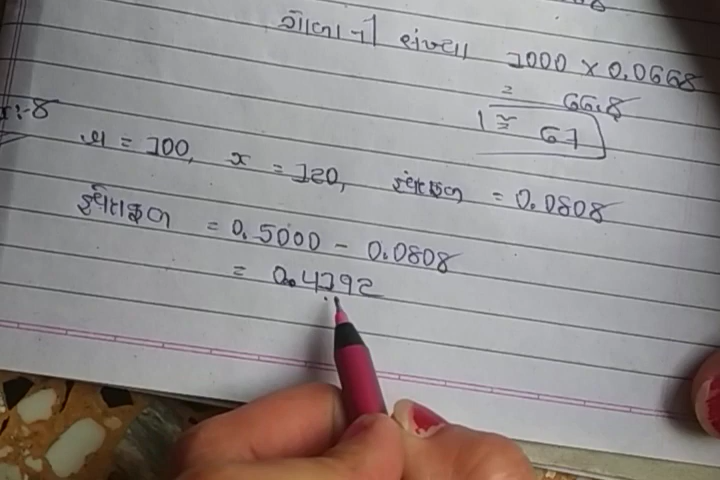 ગોલાની સંખ્યા 1000 × 0.0668
= 66.8
≅ 67
:-8 μ = 100, x = 120, ક્ષેત્રફળ = 0.0808
ક્ષેત્રફળ = 0.5000 - 0.0808
= 0.4192